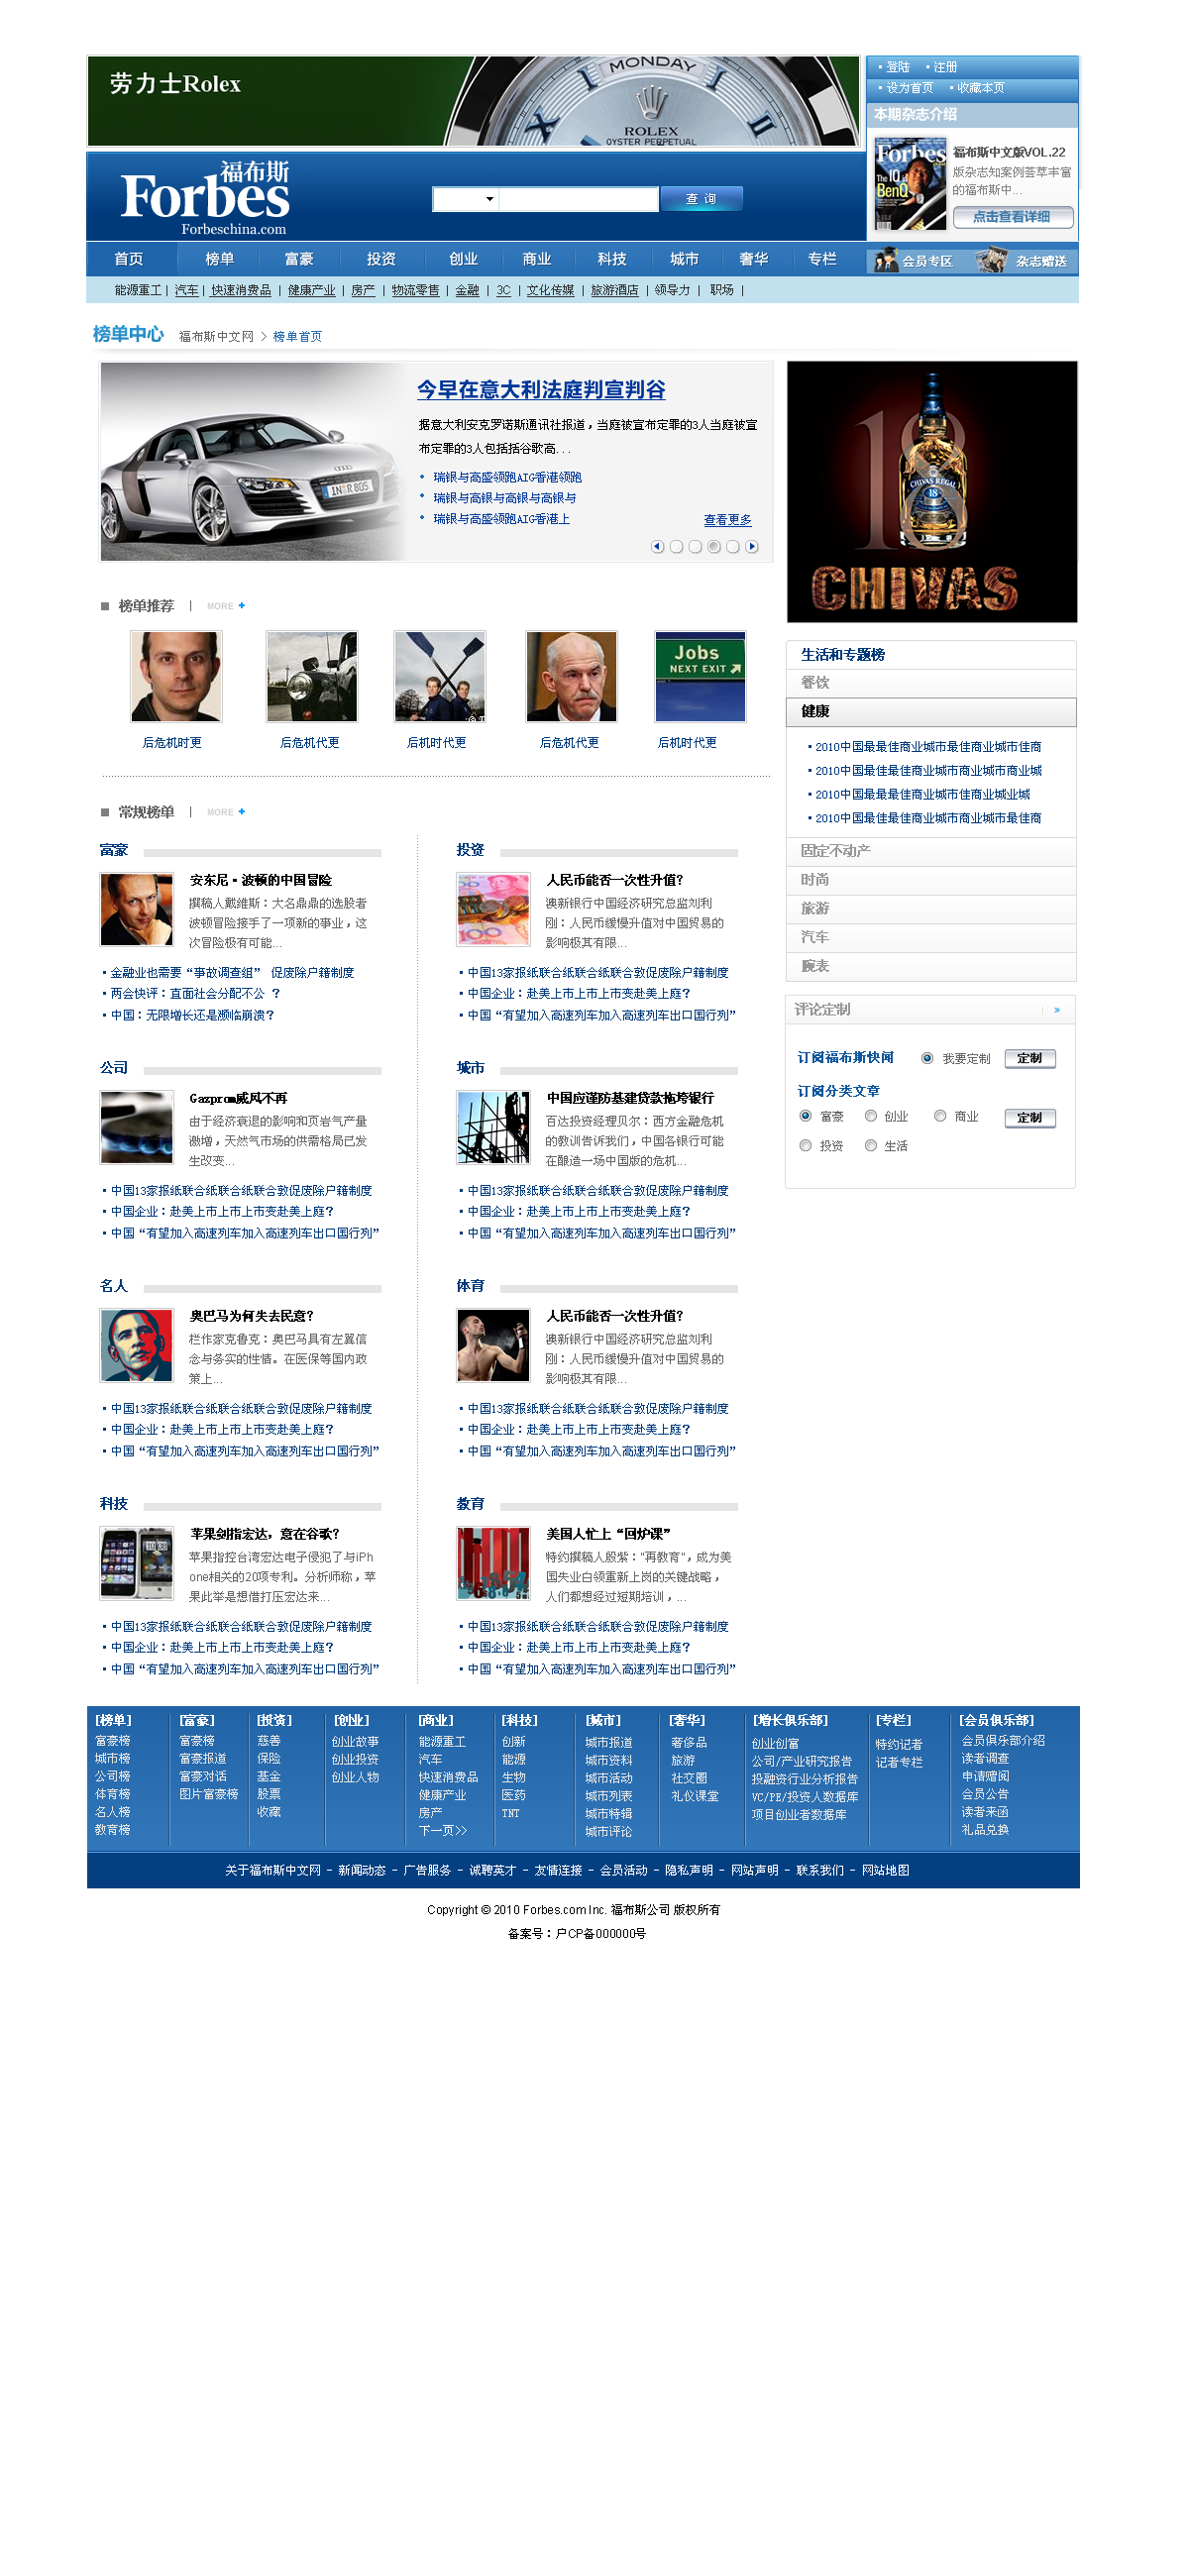 劳力士Rolex
MONDAY
ROLEX
OYSTER PERPETUAL
登陆 注册
设为首页 收藏本页
本期杂志介绍
Forbes
The IQ
BenQ
福布斯中文版VOL.22
版杂志知案例荟萃丰富
的福布斯中...
点击查看详细
福布斯
Forbes
Forbeschina.com
查 询
首页 榜单 富豪 投资 创业 商业 科技 城市 奢华 专栏
会员专区 杂志赠送
能源重工 | 汽车 | 快速消费品 | 健康产业 | 房产 | 物流零售 | 金融 | 3C | 文化传媒 | 旅游酒店 | 领导力 | 职场 |
榜单中心 福布斯中文网 > 榜单首页
今早在意大利法庭判宣判谷
据意大利安克罗诺斯通讯社报道，当庭被宣布定罪的3人当庭被宣
布定罪的3人包括括谷歌高...
瑞银与高盛领跑AIG香港领跑
瑞银与高银与高银与高银与
瑞银与高盛领跑AIG香港上
查看更多
IN R 805
18
CHIVAS REGAL
18
CHIVAS
榜单推荐 | MORE +
Jobs
NEXT EXIT
后危机时更 后危机代更 后机时代更 后危机代更 后机时代更
常规榜单 | MORE +
富豪
安东尼·波顿的中国冒险
撰稿人戴维斯：大名鼎鼎的选股者
波顿冒险接手了一项新的事业，这
次冒险极有可能...
金融业也需要“事故调查组” 促废除户籍制度
两会快评：直面社会分配不公 ？
中国：无限增长还是濒临崩溃？
投资
人民币能否一次性升值？
澳新银行中国经济研究总监刘利
刚：人民币缓慢升值对中国贸易的
影响极其有限...
中国13家报纸联合纸联合纸联合敦促废除户籍制度
中国企业：赴美上市上市上市变赴美上庭？
中国“有望加入高速列车加入高速列车出口国行列”
公司
Gazprom威风不再
由于经济衰退的影响和页岩气产量
激增，天然气市场的供需格局已发
生改变...
中国13家报纸联合纸联合纸联合敦促废除户籍制度
中国企业：赴美上市上市上市变赴美上庭？
中国“有望加入高速列车加入高速列车出口国行列”
城市
中国应谨防基建贷款拖垮银行
百达投资经理贝尔：西方金融危机
的教训告诉我们，中国各银行可能
在酿造一场中国版的危机...
中国13家报纸联合纸联合纸联合敦促废除户籍制度
中国企业：赴美上市上市上市变赴美上庭？
中国“有望加入高速列车加入高速列车出口国行列”
名人
奥巴马为何失去民意？
栏作家克鲁克：奥巴马具有左翼信
念与务实的性情。在医保等国内政
策上...
中国13家报纸联合纸联合纸联合敦促废除户籍制度
中国企业：赴美上市上市上市变赴美上庭？
中国“有望加入高速列车加入高速列车出口国行列”
体育
人民币能否一次性升值？
澳新银行中国经济研究总监刘利
刚：人民币缓慢升值对中国贸易的
影响极其有限...
中国13家报纸联合纸联合纸联合敦促废除户籍制度
中国企业：赴美上市上市上市变赴美上庭？
中国“有望加入高速列车加入高速列车出口国行列”
科技
苹果剑指宏达，意在谷歌？
苹果指控台湾宏达电子侵犯了与iPh
one相关的20项专利。分析师称，苹
果此举是想借打压宏达来...
中国13家报纸联合纸联合纸联合敦促废除户籍制度
中国企业：赴美上市上市上市变赴美上庭？
中国“有望加入高速列车加入高速列车出口国行列”
教育
美国人忙上“回炉课”
特约撰稿人殷紫："再教育"，成为美
国失业白领重新上岗的关键战略，
人们都想经过短期培训，...
中国13家报纸联合纸联合纸联合敦促废除户籍制度
中国企业：赴美上市上市上市变赴美上庭？
中国“有望加入高速列车加入高速列车出口国行列”
生活和专题榜
餐饮
健康
2010中国最最佳商业城市最佳商业城市佳商
2010中国最佳最佳商业城市商业城市商业城
2010中国最最最佳商业城市佳商业城业城
2010中国最佳最佳商业城市商业城市最佳商
固定不动产
时尚
旅游
汽车
腕表
评论定制 | »
订阅福布斯快闻 我要定制 定制
订阅分类文章
富豪 创业 商业 定制
投资 生活
[榜单]
富豪榜
城市榜
公司榜
体育榜
名人榜
教育榜
[富豪]
富豪榜
富豪报道
富豪对话
图片富豪榜
[投资]
慈善
保险
基金
股票
收藏
[创业]
创业故事
创业投资
创业人物
[商业]
能源重工
汽车
快速消费品
健康产业
房产
下一页>>
[科技]
创新
能源
生物
医药
TNT
[城市]
城市报道
城市资料
城市活动
城市列表
城市特辑
城市评论
[奢华]
奢侈品
旅游
社交圈
礼仪课堂
[增长俱乐部]
创业创富
公司/产业研究报告
投融资行业分析报告
VC/PE/投资人数据库
项目创业者数据库
[专栏]
特约记者
记者专栏
[会员俱乐部]
会员俱乐部介绍
读者调查
申请赠阅
会员公告
读者来函
礼品兑换
关于福布斯中文网 - 新闻动态 - 广告服务 - 诚聘英才 - 友情连接 - 会员活动 - 隐私声明 - 网站声明 - 联系我们 - 网站地图
Copyright © 2010 Forbes.com Inc. 福布斯公司 版权所有
备案号：户CP备000000号